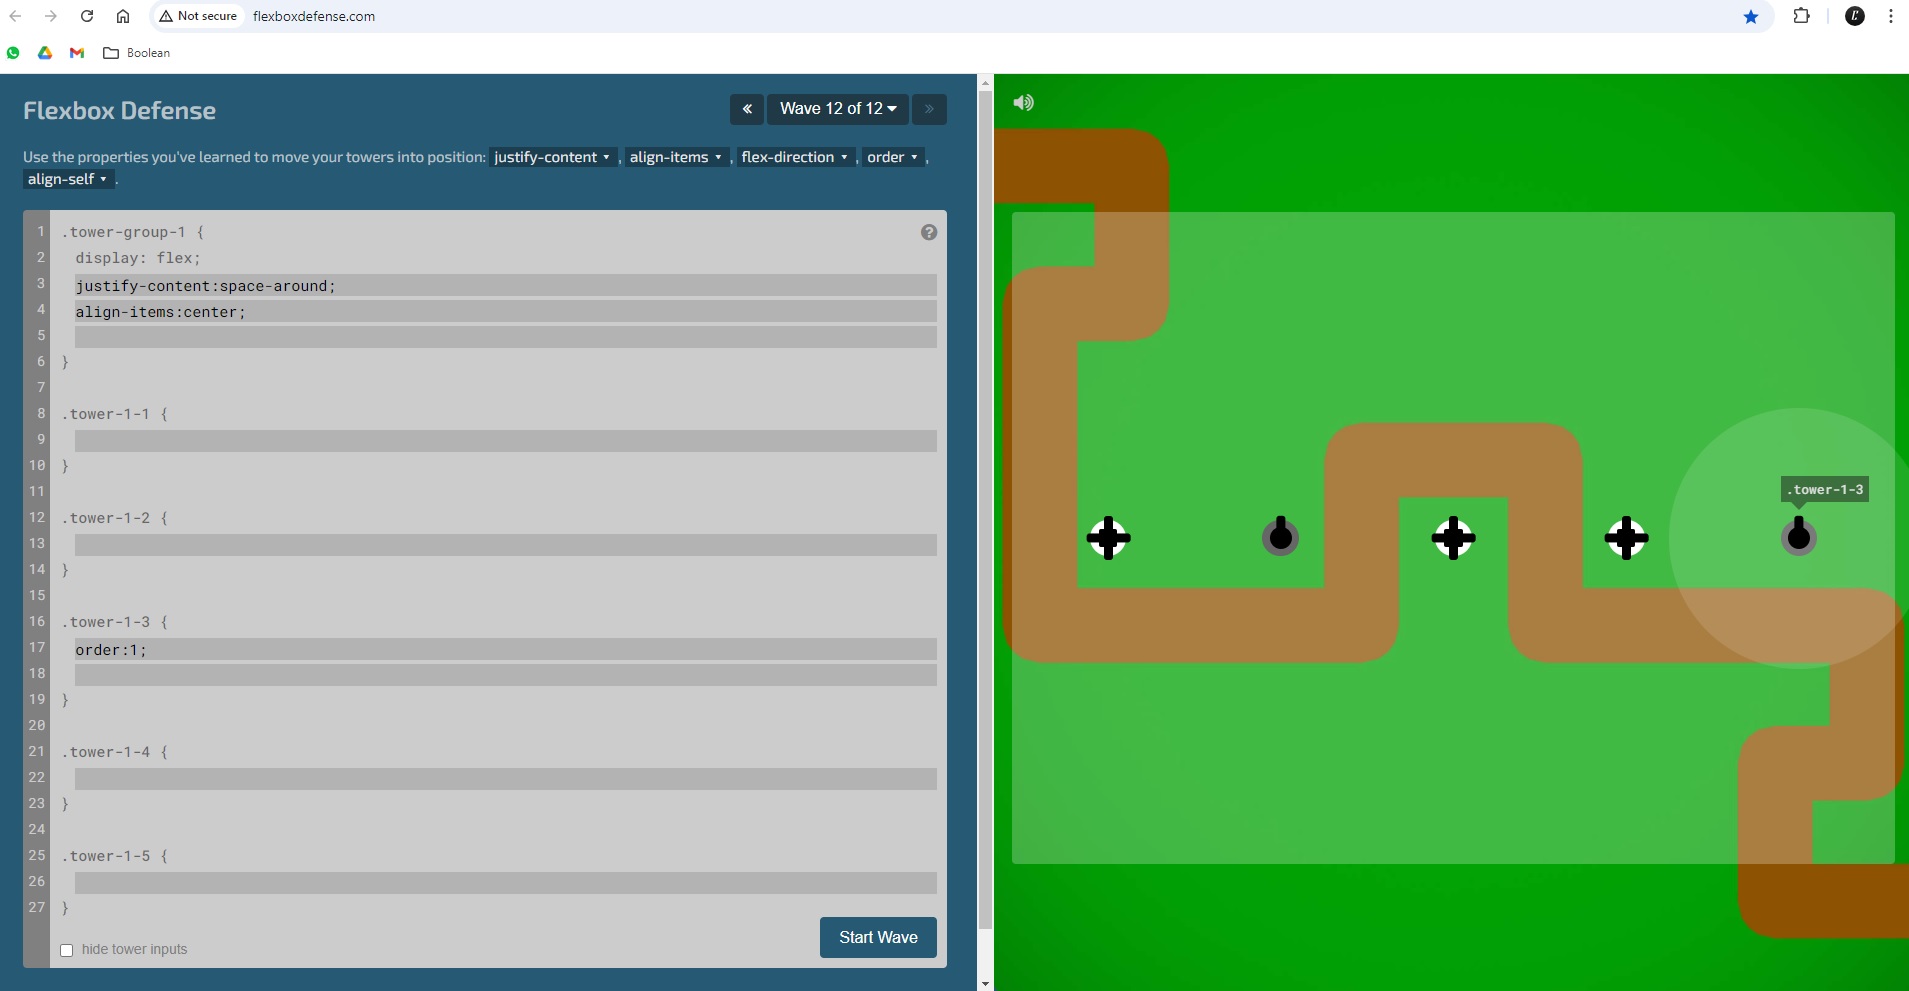 Not secure flexboxdefense.com
Boolean
Flexbox Defense
« Wave 12 of 12 »
Use the properties you've learned to move your towers into position: justify-content ▾, align-items ▾, flex-direction ▾, order ▾,
align-self ▾.
1 .tower-group-1 {
2 display: flex;
3 justify-content:space-around;
4 align-items:center;
5
6 }
7
8 .tower-1-1 {
9
10 }
11
12 .tower-1-2 {
13
14 }
15
16 .tower-1-3 {
17 order:1;
18
19 }
20
21 .tower-1-4 {
22
23 }
24
25 .tower-1-5 {
26
27 }
hide tower inputs
Start Wave
.tower-1-3